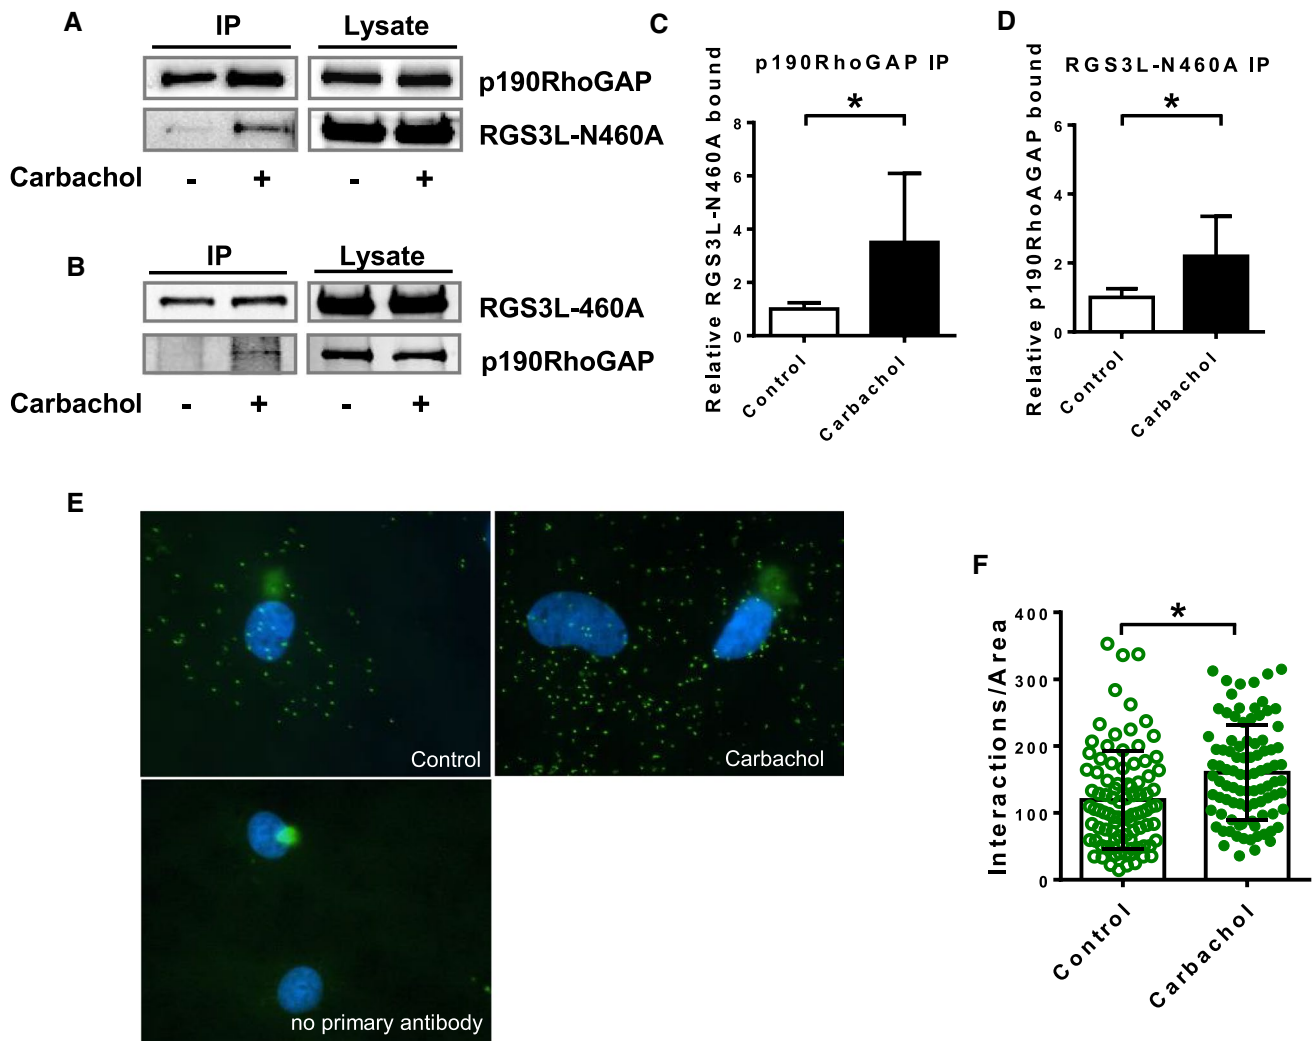 A
IP
Lysate
p190RhoGAP
RGS3L-N460A
Carbachol - + - +
B
IP
Lysate
RGS3L-460A
p190RhoGAP
Carbachol - + - +
C
p190RhoGAP IP
*
Relative RGS3L-N460A bound
8
6
4
2
0
Control
Carbachol
D
RGS3L-N460A IP
*
Relative p190RhoAGAP bound
6
4
2
0
Control
Carbachol
E
Control
Carbachol
no primary antibody
F
*
Interactions/Area
400
300
200
100
0
Control
Carbachol